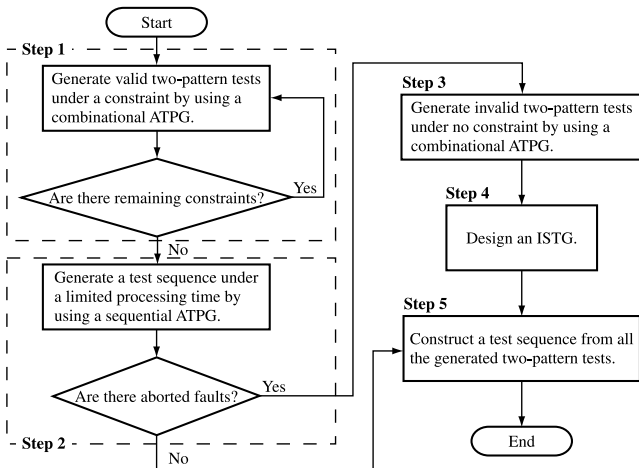 Start
Step 1
Generate valid two-pattern tests
under a constraint by using a
combinational ATPG.
Are there remaining constraints?
Yes
No
Generate a test sequence under
a limited processing time by
using a sequential ATPG.
Are there aborted faults?
Yes
Step 2
No
Step 3
Generate invalid two-pattern tests
under no constraint by using a
combinational ATPG.
Step 4
Design an ISTG.
Step 5
Construct a test sequence from all
the generated two-pattern tests.
End